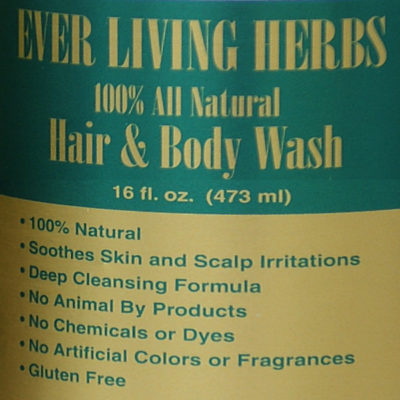 EVER LIVING HERBS
100% All Natural
Hair & Body Wash
16 fl. oz. (473 ml)
• 100% Natural
• Soothes Skin and Scalp Irritations
• Deep Cleansing Formula
• No Animal By Products
• No Chemicals or Dyes
• No Artificial Colors or Fragrances
• Gluten Free